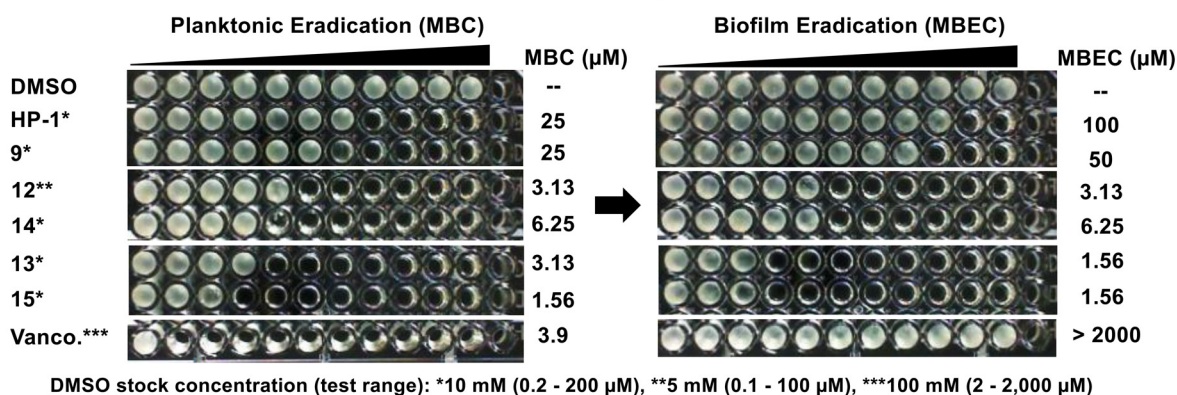 Planktonic Eradication (MBC) Biofilm Eradication (MBEC)
MBC (µM) MBEC (µM)
DMSO -- --
HP-1* 25 100
9* 25 50
12** 3.13 3.13
14* 6.25 6.25
13* 3.13 1.56
15* 1.56 1.56
Vanco.*** 3.9 > 2000
DMSO stock concentration (test range): *10 mM (0.2 - 200 µM), **5 mM (0.1 - 100 µM), ***100 mM (2 - 2,000 µM)